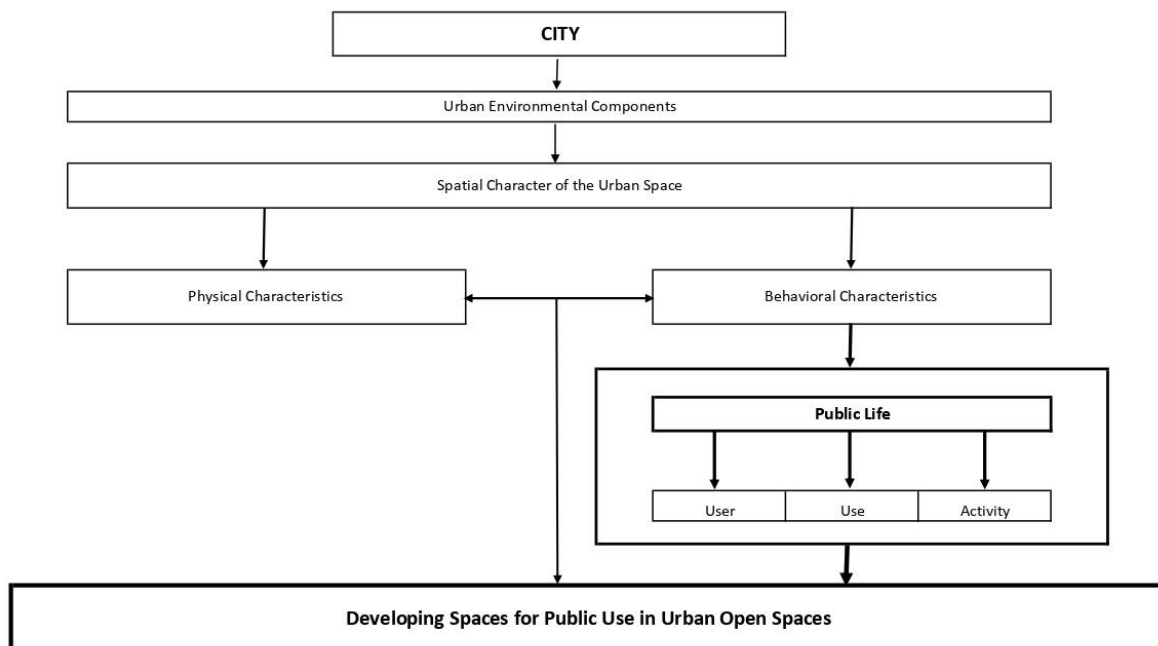 CITY
Urban Environmental Components
Spatial Character of the Urban Space
Physical Characteristics
Behavioral Characteristics
Public Life
User
Use
Activity
Developing Spaces for Public Use in Urban Open Spaces